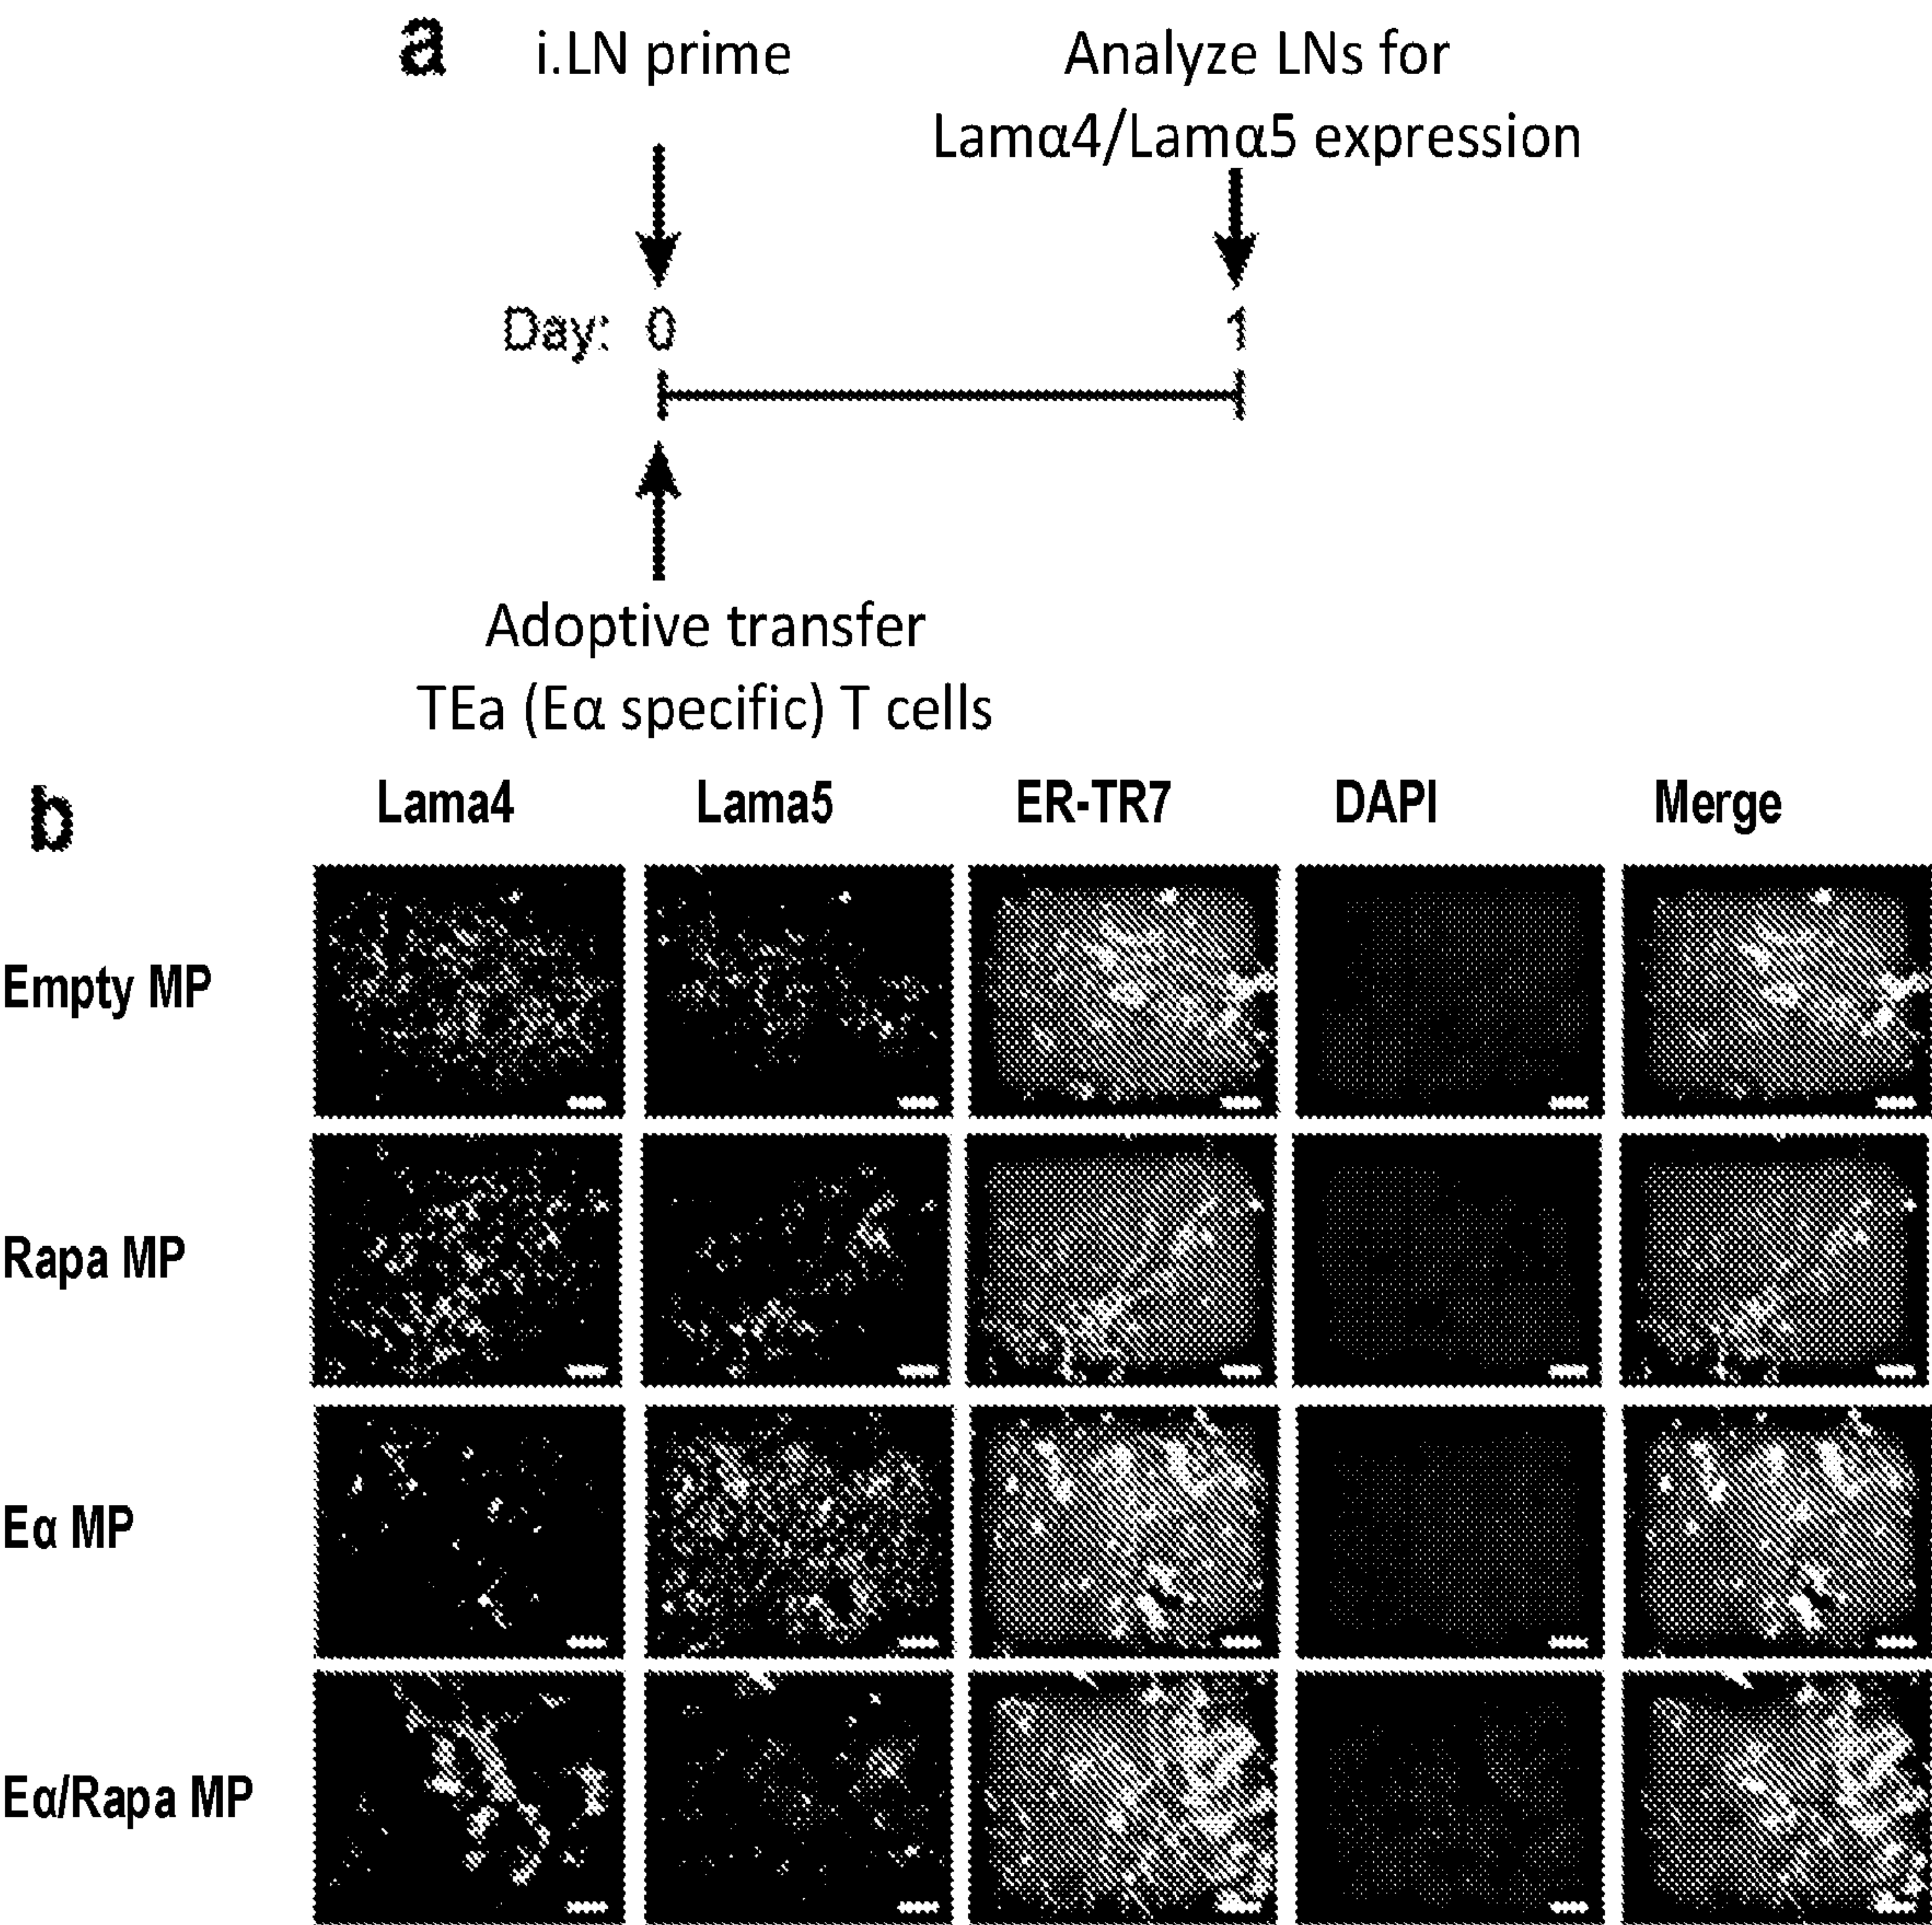 a
i.LN prime
Analyze LNs for
Lamα4/Lamα5 expression
Day: 0 1
Adoptive transfer
TEa (Eα specific) T cells
b
Lama4 Lama5 ER-TR7 DAPI Merge
Empty MP
Rapa MP
Eα MP
Eα/Rapa MP